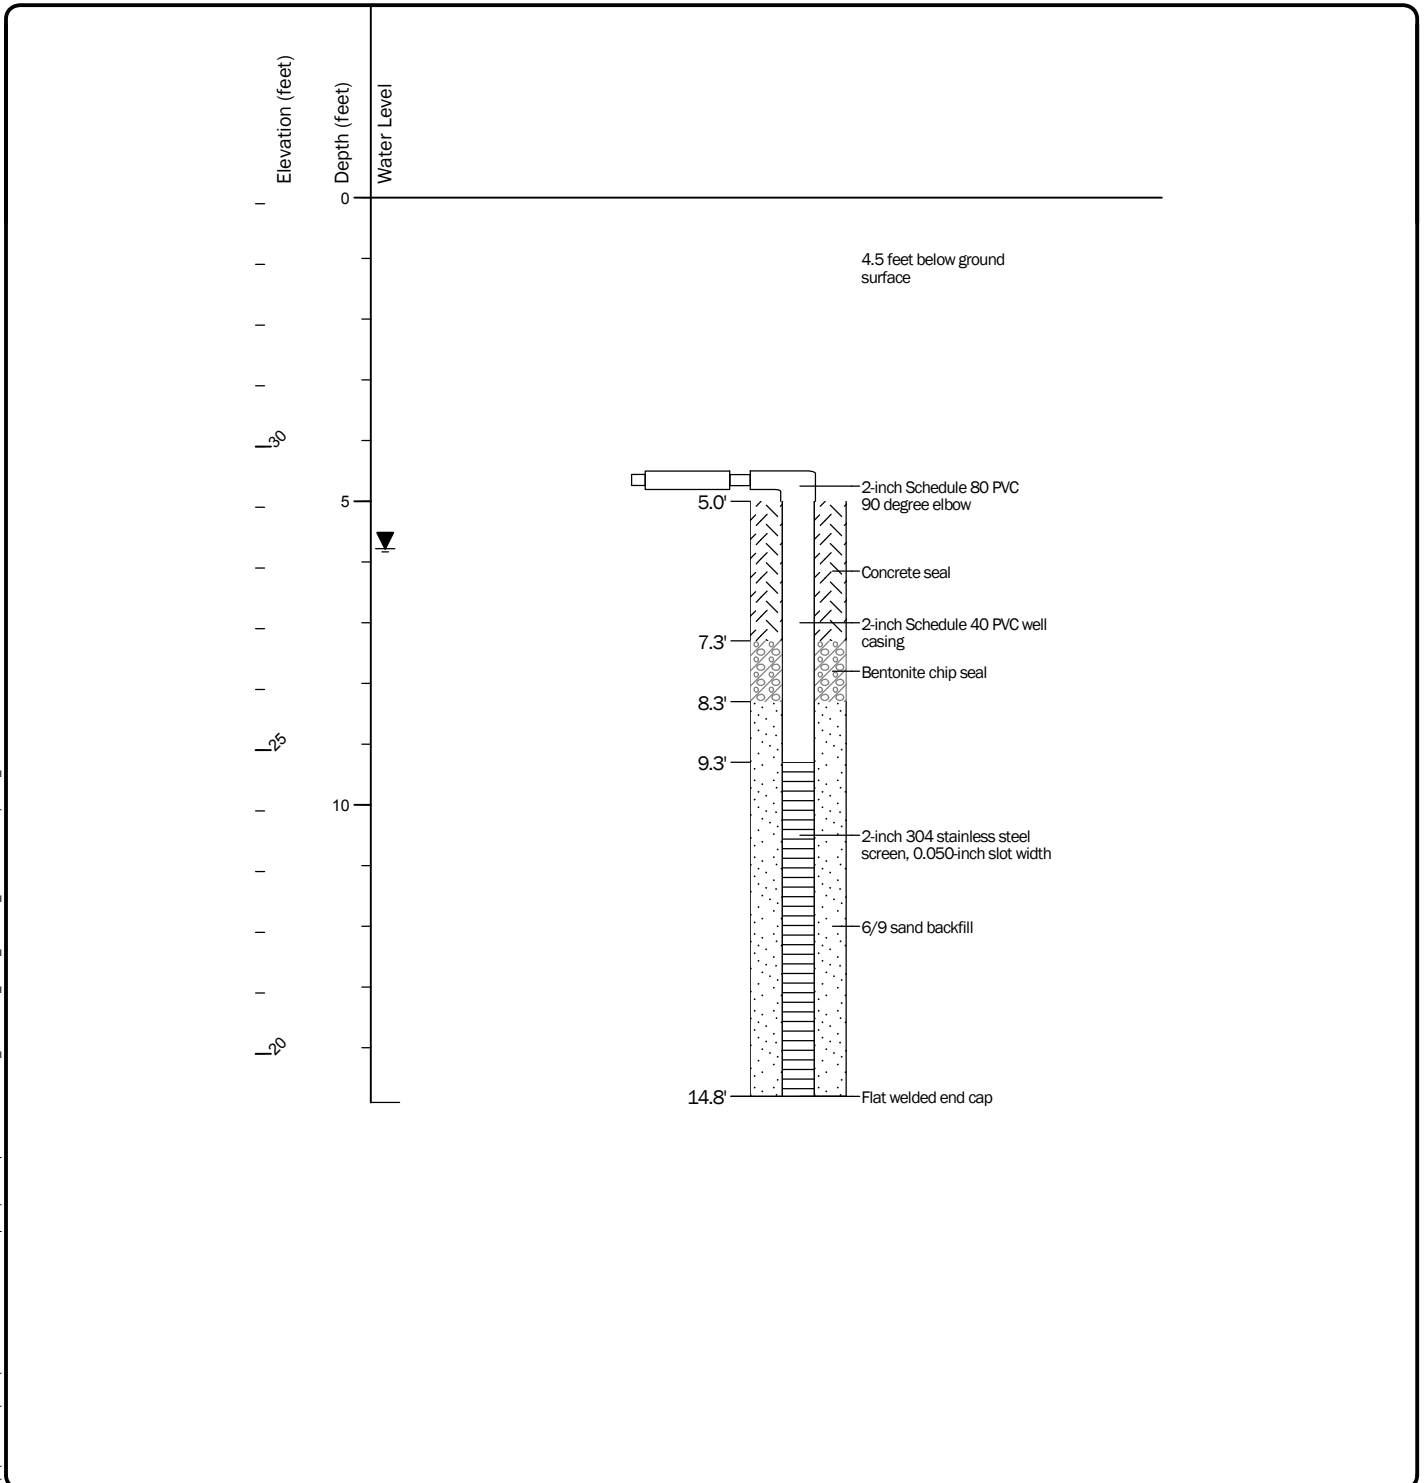 Elevation (feet)
Depth (feet)
Water Level
0
4.5 feet below ground
surface
30
2-inch Schedule 80 PVC
90 degree elbow
5
5.0'
Concrete seal
2-inch Schedule 40 PVC well
casing
7.3'
Bentonite chip seal
8.3'
25
9.3'
10
2-inch 304 stainless steel
screen, 0.050-inch slot width
6/9 sand backfill
20
14.8'
Flat welded end cap